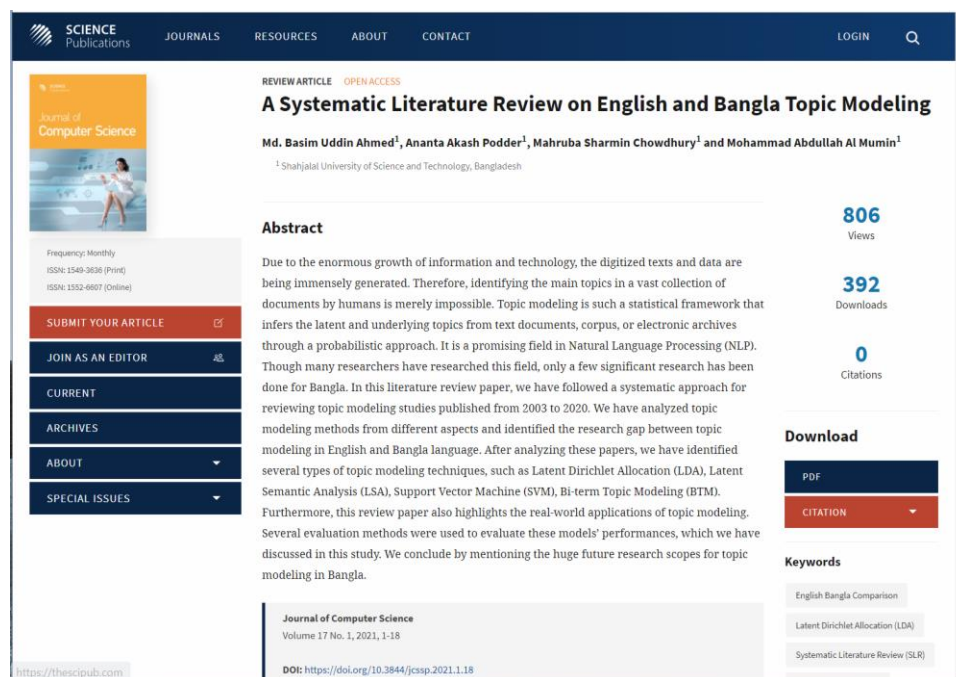 SCIENCE
Publications
JOURNALS
RESOURCES
ABOUT
CONTACT
LOGIN
Journal of
Computer Science
Frequency: Monthly
ISSN: 1549-3636 (Print)
ISSN: 1552-6607 (Online)
SUBMIT YOUR ARTICLE
JOIN AS AN EDITOR
CURRENT
ARCHIVES
ABOUT
SPECIAL ISSUES
REVIEW ARTICLE OPEN ACCESS
A Systematic Literature Review on English and Bangla Topic Modeling
Md. Basim Uddin Ahmed1, Ananta Akash Podder1, Mahruba Sharmin Chowdhury1 and Mohammad Abdullah Al Mumin1
1 Shahjalal University of Science and Technology, Bangladesh
Abstract
Due to the enormous growth of information and technology, the digitized texts and data are
being immensely generated. Therefore, identifying the main topics in a vast collection of
documents by humans is merely impossible. Topic modeling is such a statistical framework that
infers the latent and underlying topics from text documents, corpus, or electronic archives
through a probabilistic approach. It is a promising field in Natural Language Processing (NLP).
Though many researchers have researched this field, only a few significant research has been
done for Bangla. In this literature review paper, we have followed a systematic approach for
reviewing topic modeling studies published from 2003 to 2020. We have analyzed topic
modeling methods from different aspects and identified the research gap between topic
modeling in English and Bangla language. After analyzing these papers, we have identified
several types of topic modeling techniques, such as Latent Dirichlet Allocation (LDA), Latent
Semantic Analysis (LSA), Support Vector Machine (SVM), Bi-term Topic Modeling (BTM).
Furthermore, this review paper also highlights the real-world applications of topic modeling.
Several evaluation methods were used to evaluate these models' performances, which we have
discussed in this study. We conclude by mentioning the huge future research scopes for topic
modeling in Bangla.
Journal of Computer Science
Volume 17 No. 1, 2021, 1-18
DOI: https://doi.org/10.3844/jcssp.2021.1.18
806
Views
392
Downloads
0
Citations
Download
PDF
CITATION
Keywords
English Bangla Comparison
Latent Dirichlet Allocation (LDA)
Systematic Literature Review (SLR)
https://thescipub.com